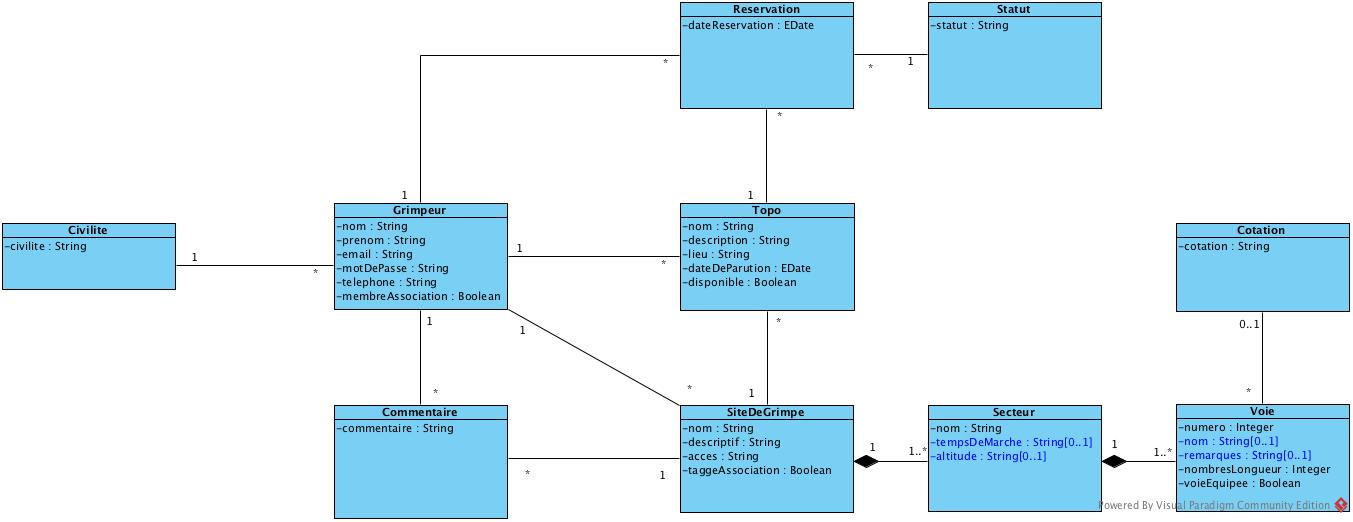 Reservation
-dateReservation : EDate
Statut
-statut : String
*
*
1
*
1
1
Civilite
-civilite : String
1
*
Grimpeur
-nom : String
-prenom : String
-email : String
-motDePasse : String
-telephone : String
-membreAssociation : Boolean
1
*
Topo
-nom : String
-description : String
-lieu : String
-dateDeParution : EDate
-disponible : Boolean
Cotation
-cotation : String
1
1
*
0..1
*
*
1
*
Commentaire
-commentaire : String
*
1
SiteDeGrimpe
-nom : String
-descriptif : String
-acces : String
-taggeAssociation : Boolean
1
1..*
Secteur
-nom : String
-tempsDeMarche : String[0..1]
-altitude : String[0..1]
1
1..*
Voie
-numero : Integer
-nom : String[0..1]
-remarques : String[0..1]
-nombresLongueur : Integer
-voieEquipee : Boolean
Powered By Visual Paradigm Community Edition